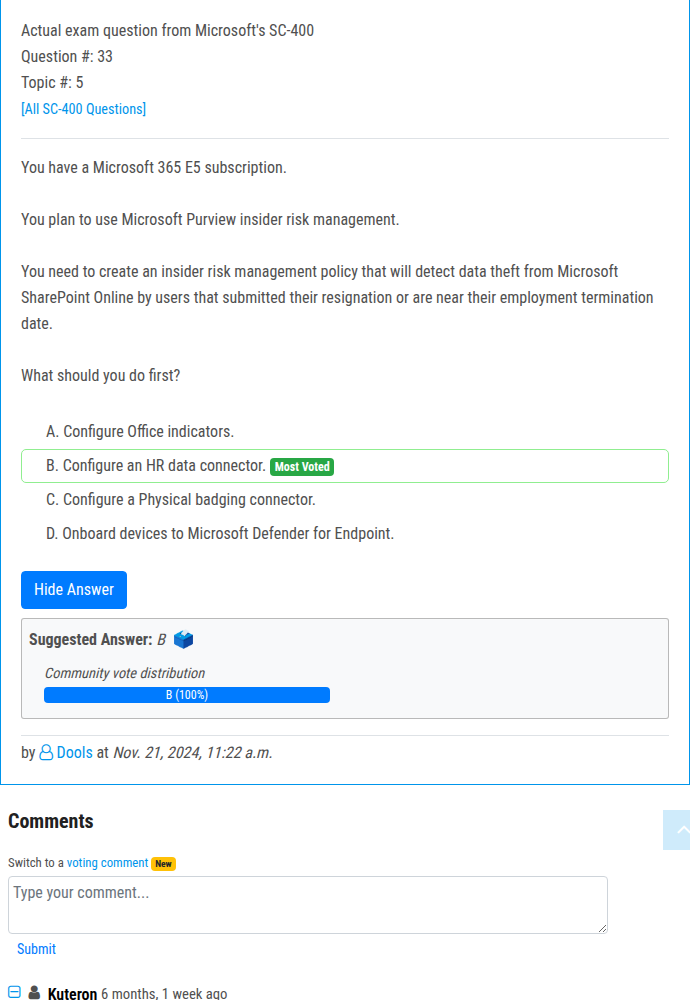 Actual exam question from Microsoft's SC-400
Question #: 33
Topic #: 5
[All SC-400 Questions]
You have a Microsoft 365 E5 subscription.
You plan to use Microsoft Purview insider risk management.
You need to create an insider risk management policy that will detect data theft from Microsoft
SharePoint Online by users that submitted their resignation or are near their employment termination
date.
What should you do first?
A. Configure Office indicators.
B. Configure an HR data connector. Most Voted
C. Configure a Physical badging connector.
D. Onboard devices to Microsoft Defender for Endpoint.
Hide Answer
Suggested Answer: B
Community vote distribution
B (100%)
by Dools at Nov. 21, 2024, 11:22 a.m.
Comments
Switch to a voting comment New
Type your comment...
Submit
Kuteron 6 months, 1 week ago